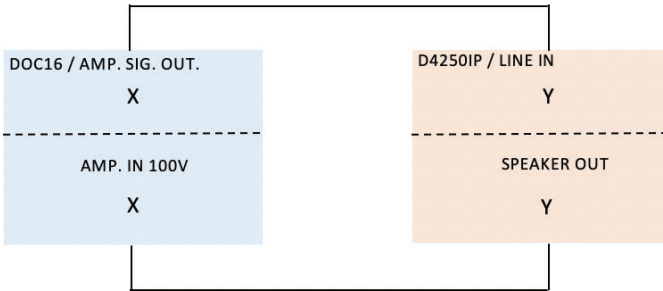 DOC16 / AMP. SIG. OUT.
X
AMP. IN 100V
X
D4250IP / LINE IN
Y
SPEAKER OUT
Y